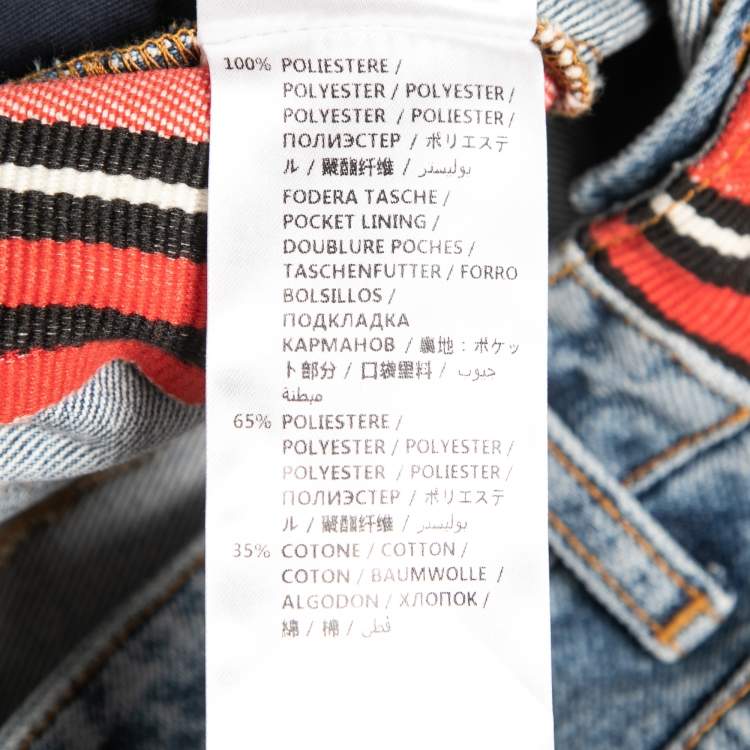 100% POLIESTERE /
POLYESTER / POLYESTER /
POLYESTER / POLIESTER /
ПОЛИЭСТЕР / ポリエステ
ル / 聚酯纤维 / بوليستر
FODERA TASCHE /
POCKET LINING /
DOUBLURE POCHES /
TASCHENFUTTER / FORRO
BOLSILLOS /
ПОДКЛАДКА
КАРМАНОВ / 裏地：ポケッ
ト部分 / 口袋里料 / جيوب
مبطنة
65% POLIESTERE /
POLYESTER / POLYESTER /
POLYESTER / POLIESTER /
ПОЛИЭСТЕР / ポリエステ
ル / 聚酯纤维 / بوليستر
35% COTONE / COTTON /
COTON / BAUMWOLLE /
ALGODON / ХЛОПОК /
綿 / 棉 / قطن